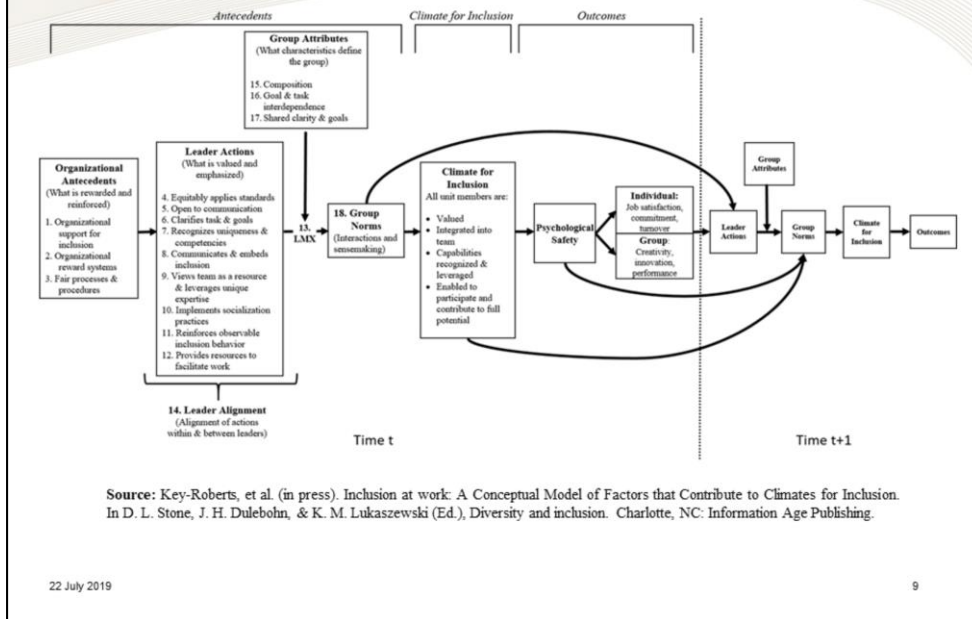 Antecedents
Climate for Inclusion
Outcomes
Group Attributes
(What characteristics define
the group)
15. Composition
16. Goal & task
interdependence
17. Shared clarity & goals
Organizational
Antecedents
(What is rewarded and
reinforced)
1. Organizational
support for
inclusion
2. Organizational
reward systems
3. Fair processes &
procedures
Leader Actions
(What is valued and
emphasized)
4. Equitably applies standards
5. Open to communication
6. Clarifies task & goals
7. Recognizes uniqueness &
competencies
8. Communicates & embeds
inclusion
9. Views team as a resource
& leverages unique
expertise
10. Implements socialization
practices
11. Reinforces observable
inclusion behavior
12. Provides resources to
facilitate work
13.
LMX
14. Leader Alignment
(Alignment of actions
within & between leaders)
18. Group
Norms
(Interactions and
sensemaking)
Climate for
Inclusion
All unit members are:
• Valued
• Integrated into
team
• Capabilities
recognized &
leveraged
• Enabled to
participate and
contribute to full
potential
Psychological
Safety
Individual:
Job satisfaction,
commitment,
turnover
Group:
Creativity,
innovation,
performance
Leader
Actions
Group
Attributes
Group
Norms
Climate
for
Inclusion
Outcomes
Time t
Time t+1
Source: Key-Roberts, et al. (in press). Inclusion at work: A Conceptual Model of Factors that Contribute to Climates for Inclusion.
In D. L. Stone, J. H. Dulebohn, & K. M. Lukaszewski (Ed.), Diversity and inclusion. Charlotte, NC: Information Age Publishing.
22 July 2019
9